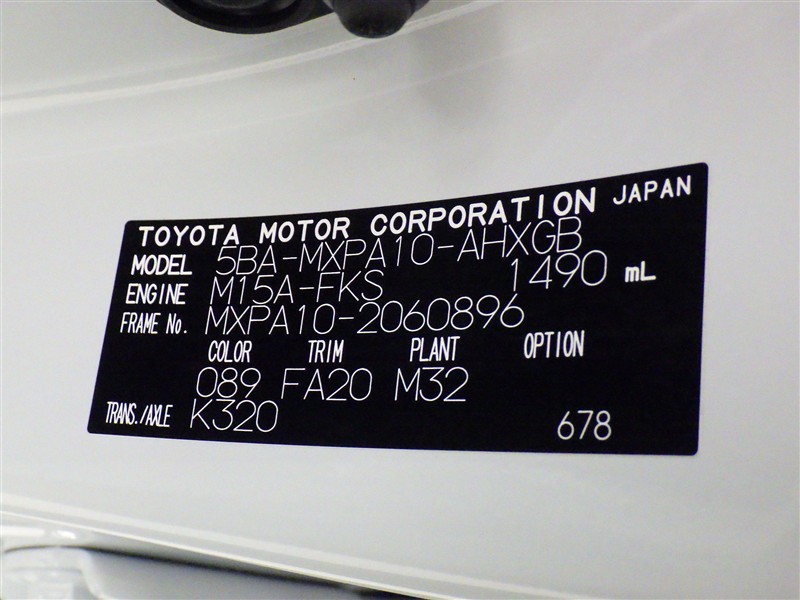 TOYOTA MOTOR CORPORATION JAPAN
MODEL 5BA-MXPA10-AHXGB
ENGINE M15A-FKS 1490 mL
FRAME No. MXPA10-2060896
COLOR TRIM PLANT OPTION
089 FA20 M32
TRANS./AXLE K320
678